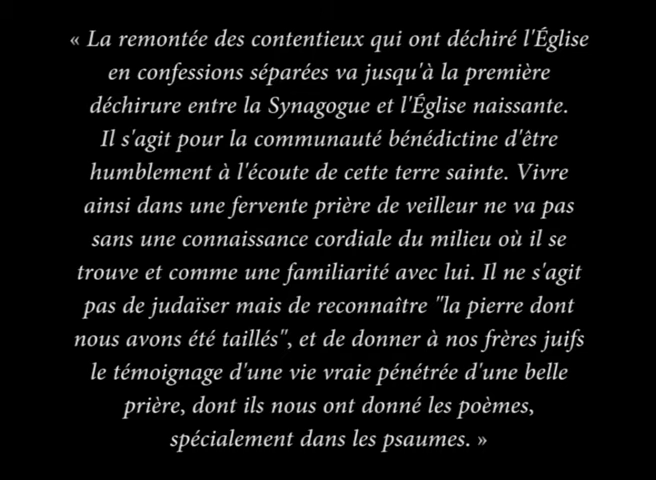 « La remontée des contentieux qui ont déchiré l'Église
en confessions séparées va jusqu'à la première
déchirure entre la Synagogue et l'Église naissante.
Il s'agit pour la communauté bénédictine d'être
humblement à l'écoute de cette terre sainte. Vivre
ainsi dans une fervente prière de veilleur ne va pas
sans une connaissance cordiale du milieu où il se
trouve et comme une familiarité avec lui. Il ne s'agit
pas de judaïser mais de reconnaître "la pierre dont
nous avons été taillés", et de donner à nos frères juifs
le témoignage d'une vie vraie pénétrée d'une belle
prière, dont ils nous ont donné les poèmes,
spécialement dans les psaumes. »